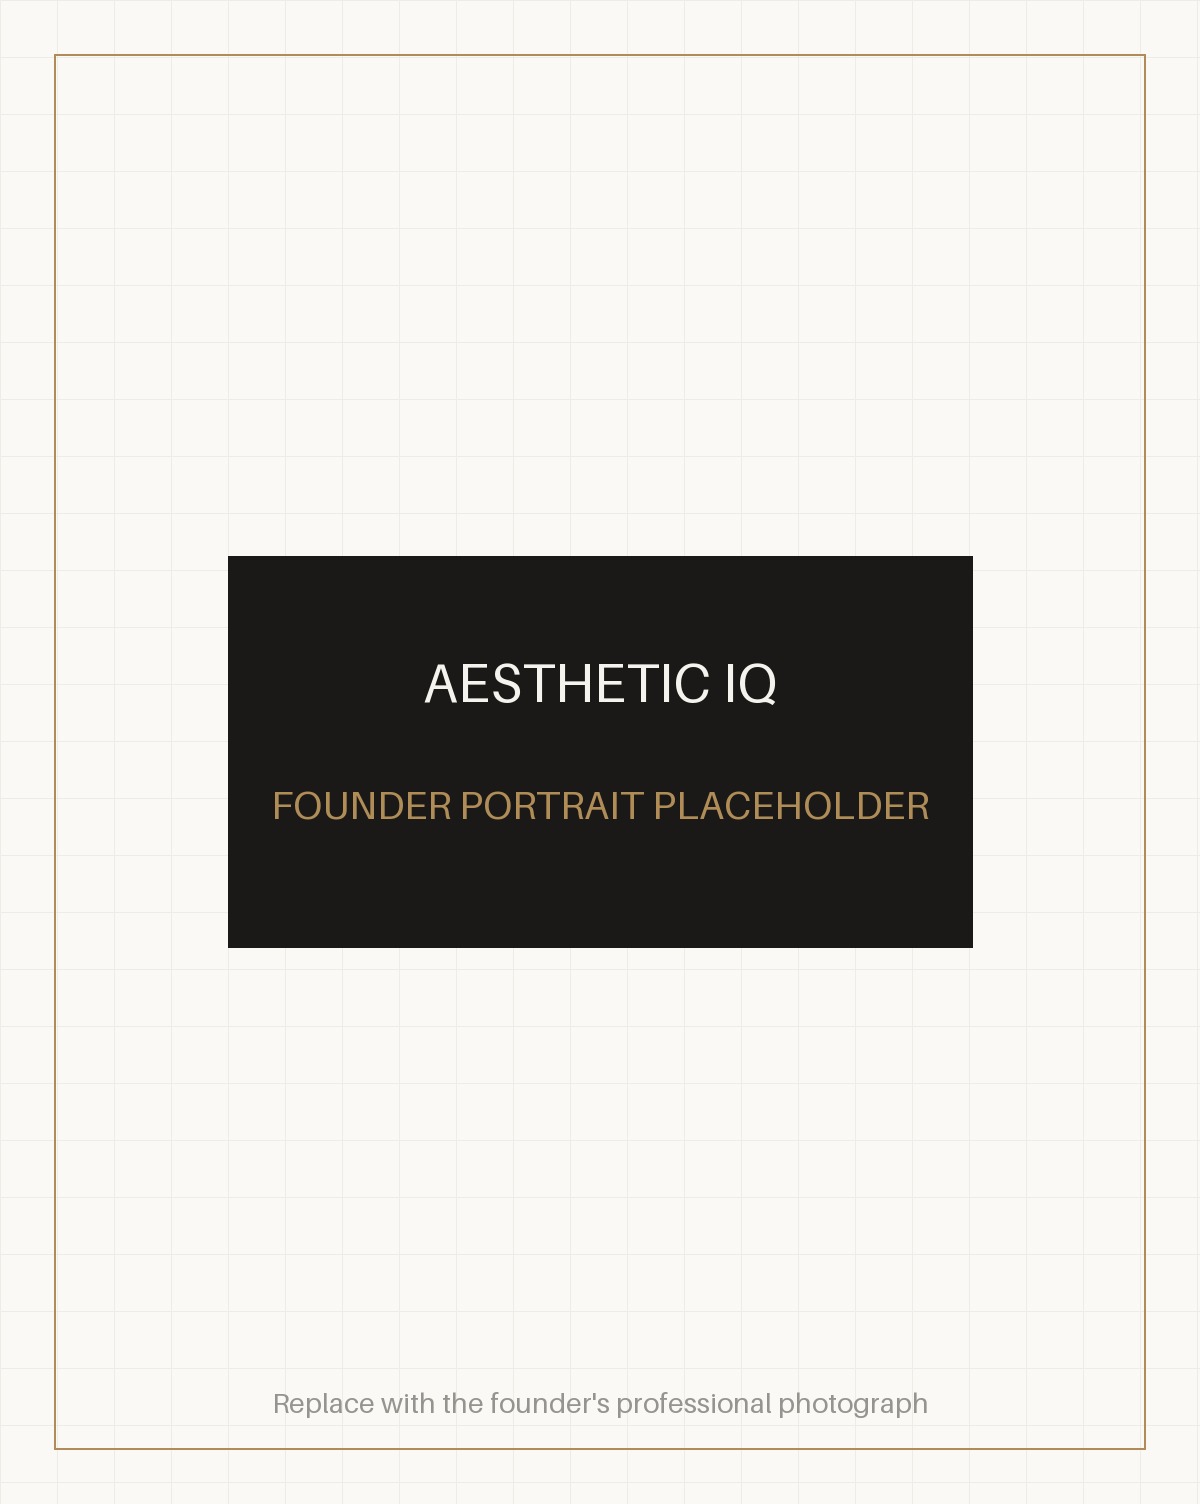 AESTHETIC IQ
FOUNDER PORTRAIT PLACEHOLDER
Replace with the founder's professional photograph